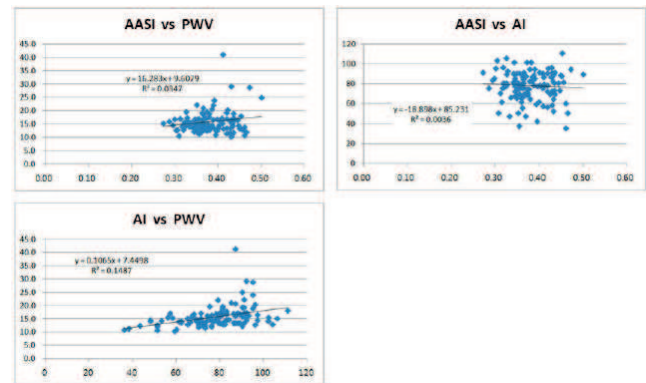 AASI vs PWV
45.0
40.0
35.0
30.0
25.0
20.0
15.0
10.0
5.0
0.0
y = 16.283x + 9.6029
R² = 0.0347
0.00 0.10 0.20 0.30 0.40 0.50 0.60
AASI vs AI
120
100
80
60
40
20
0
y = -18.838x + 85.231
R² = 0.0036
0.00 0.10 0.20 0.30 0.40 0.50 0.60
AI vs PWV
45.0
40.0
35.0
30.0
25.0
20.0
15.0
10.0
5.0
0.0
y = 0.1065x + 7.4498
R² = 0.1487
0 20 40 60 80 100 120